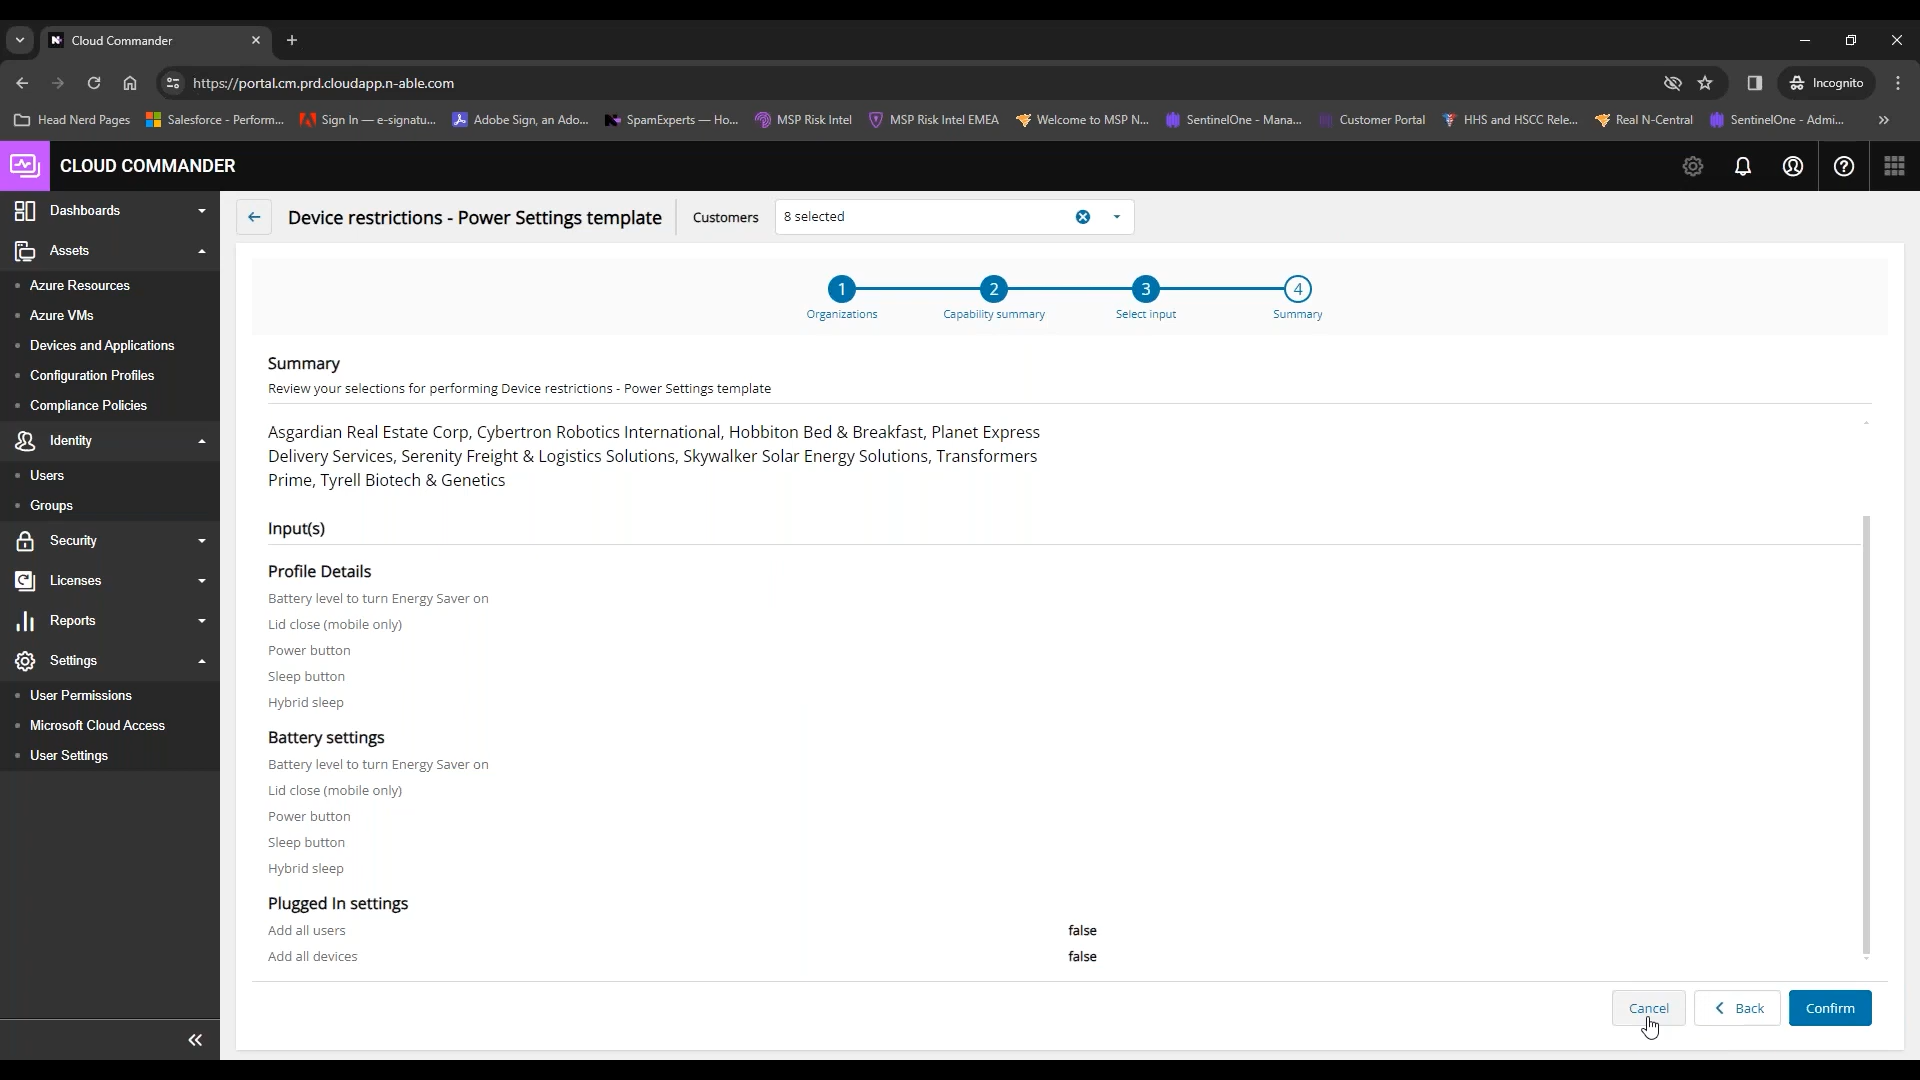 Cloud Commander
https://portal.cm.prd.cloudapp.n-able.com
Incognito
Head Nerd Pages
Salesforce - Perform...
Sign In — e-signatu...
Adobe Sign, an Ado...
SpamExperts — Ho...
MSP Risk Intel
MSP Risk Intel EMEA
Welcome to MSP N...
SentinelOne - Mana...
Customer Portal
HHS and HSCC Rele...
Real N-Central
SentinelOne - Admi...
CLOUD COMMANDER
Dashboards
Assets
Azure Resources
Azure VMs
Devices and Applications
Configuration Profiles
Compliance Policies
Identity
Users
Groups
Security
Licenses
Reports
Settings
User Permissions
Microsoft Cloud Access
User Settings
Device restrictions - Power Settings template
Customers
8 selected
1
2
3
4
Organizations
Capability summary
Select input
Summary
Summary
Review your selections for performing Device restrictions - Power Settings template
Asgardian Real Estate Corp, Cybertron Robotics International, Hobbiton Bed & Breakfast, Planet Express
Delivery Services, Serenity Freight & Logistics Solutions, Skywalker Solar Energy Solutions, Transformers
Prime, Tyrell Biotech & Genetics
Input(s)
Profile Details
Battery level to turn Energy Saver on
Lid close (mobile only)
Power button
Sleep button
Hybrid sleep
Battery settings
Battery level to turn Energy Saver on
Lid close (mobile only)
Power button
Sleep button
Hybrid sleep
Plugged In settings
Add all users false
Add all devices false
Cancel
Back
Confirm